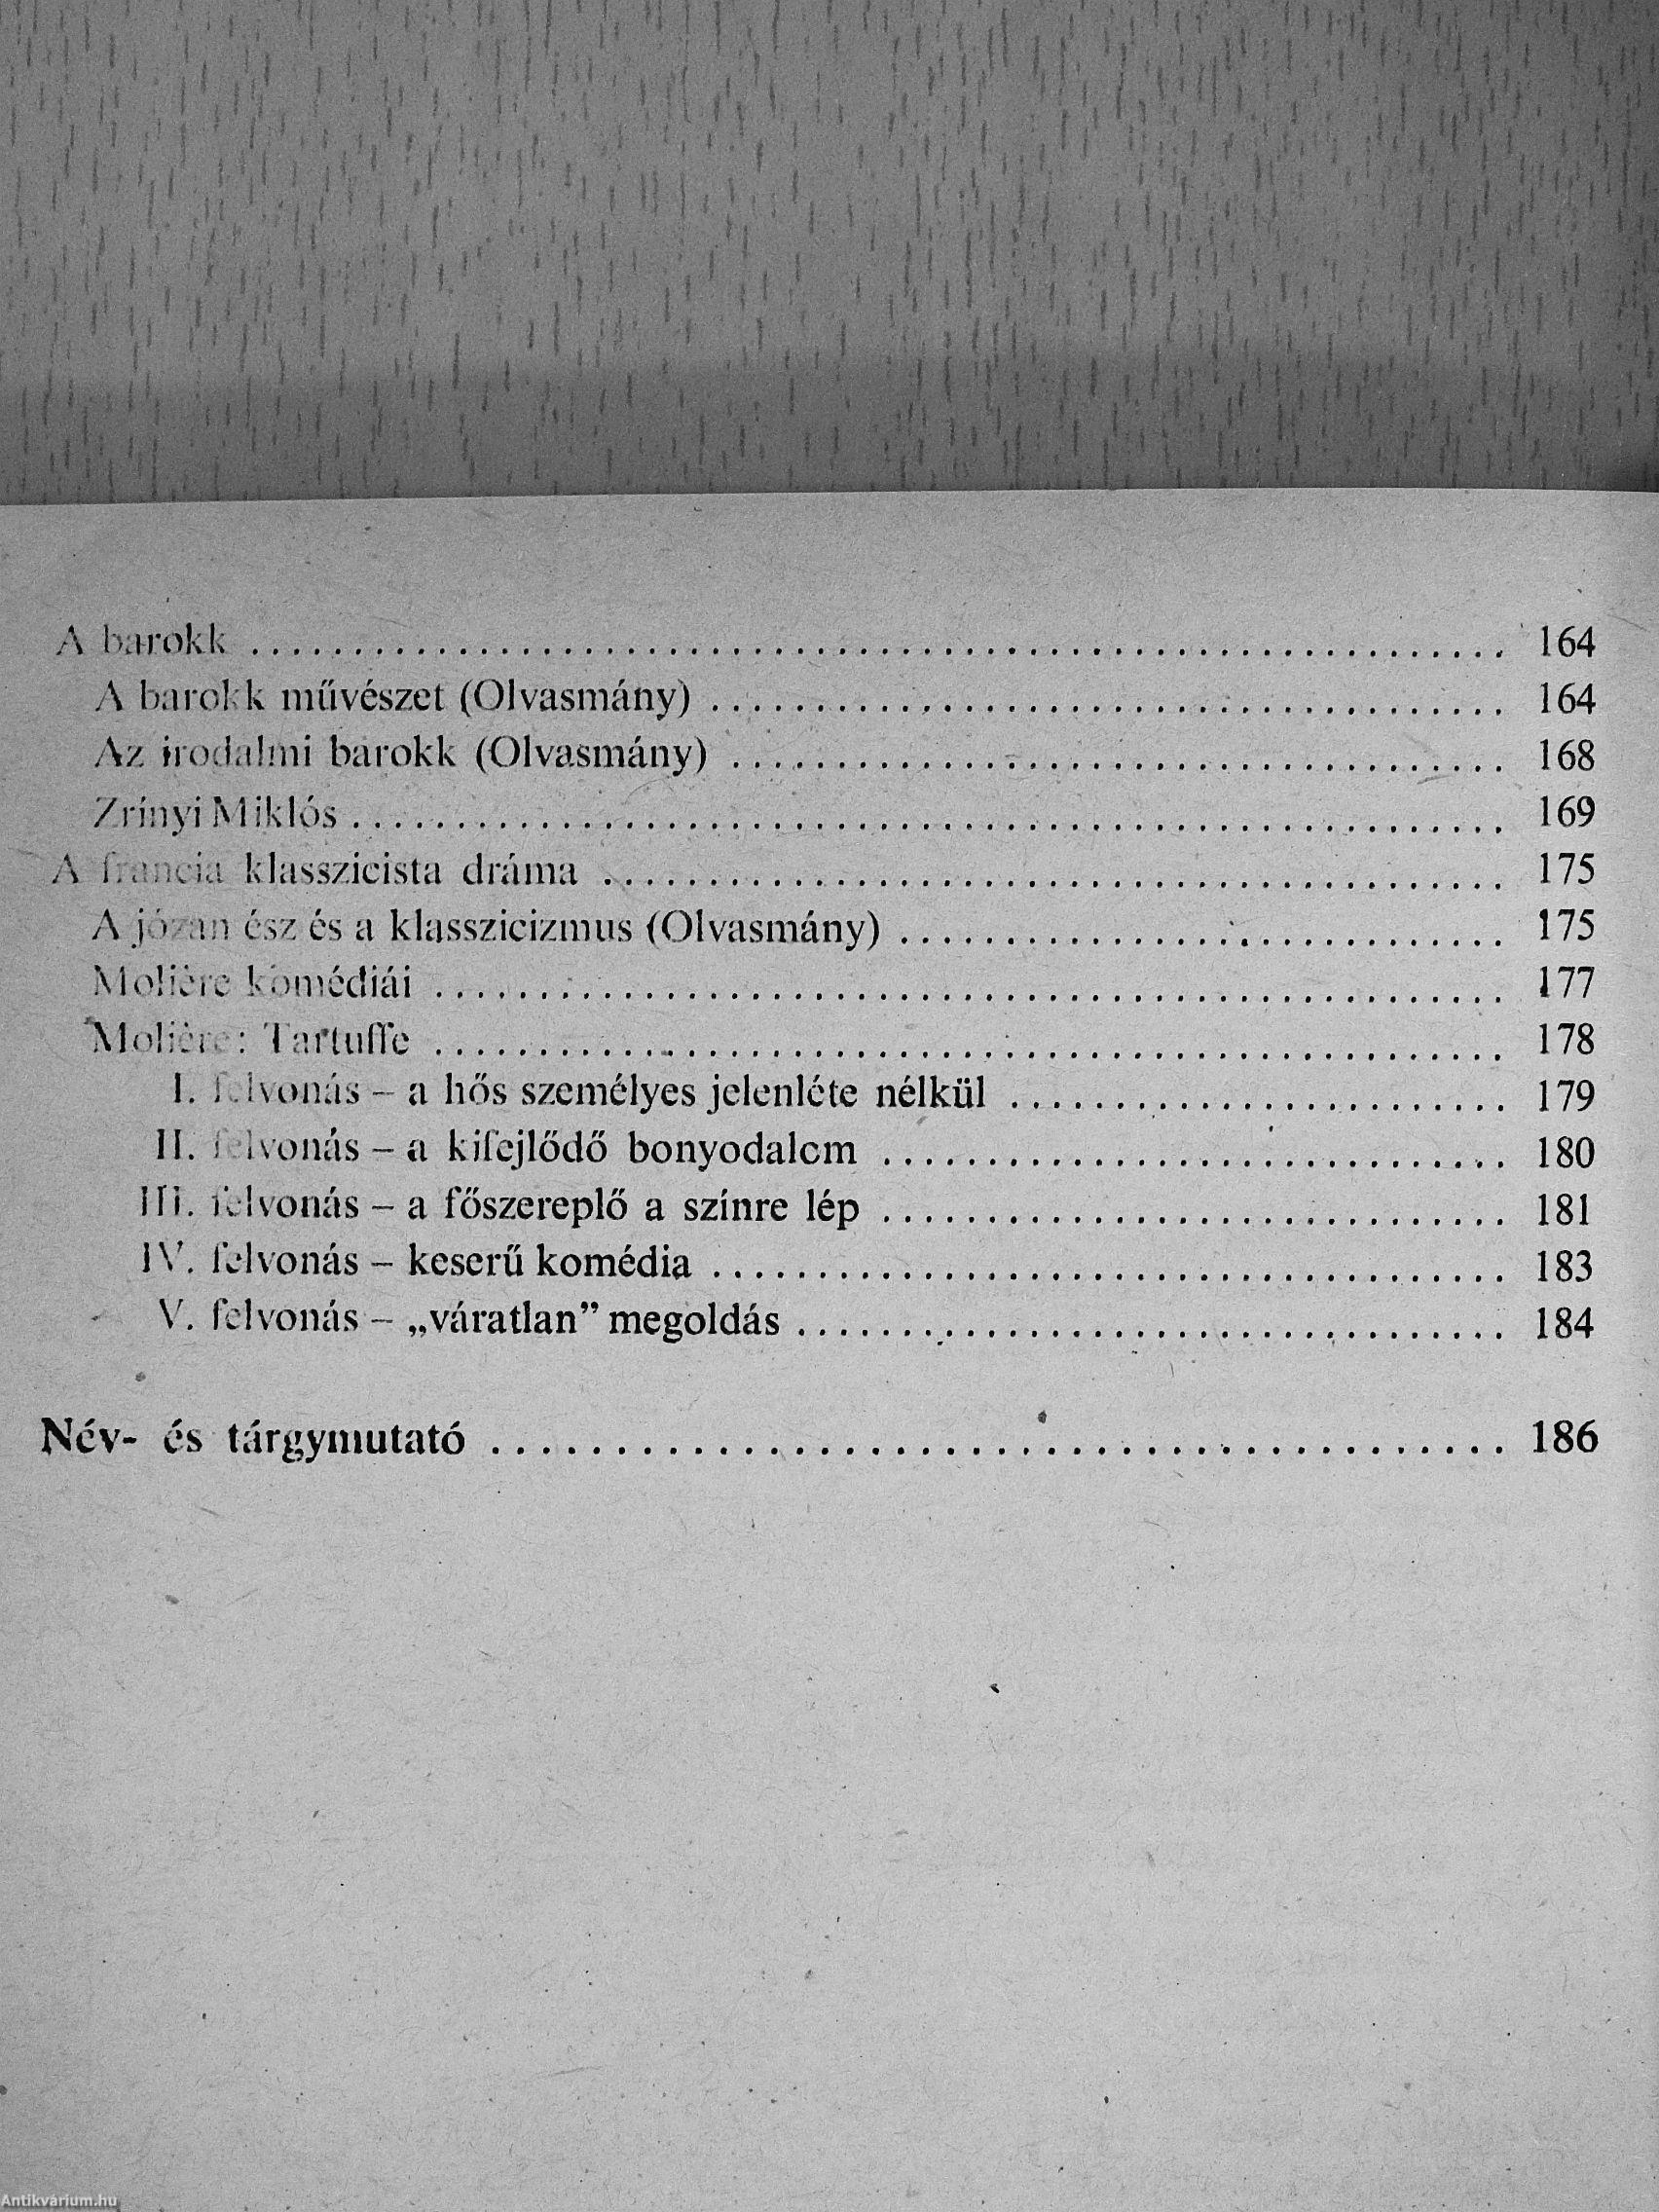 A barokk ........ 164
A barokk művészet (Olvasmány) ........ 164
Az irodalmi barokk (Olvasmány) ........ 168
Zrínyi Miklós ........ 169
A francia klasszicista dráma ........ 175
A józan ész és a klasszicizmus (Olvasmány) ........ 175
Molière komédiái ........ 177
Molière: Tartuffe ........ 178
I. felvonás – a hős személyes jelenléte nélkül ........ 179
II. felvonás – a kifejlődő bonyodalom ........ 180
III. felvonás – a főszereplő a színre lép ........ 181
IV. felvonás – keserű komédia ........ 183
V. felvonás – „váratlan” megoldás ........ 184
Név- és tárgymutató ........ 186
Antikvárium.hu